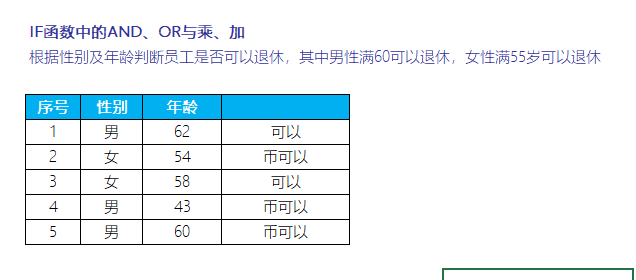 IF函数中的AND、OR与乘、加
根据性别及年龄判断员工是否可以退休，其中男性满60可以退休，女性满55岁可以退休
序号 性别 年龄
1 男 62 可以
2 女 54 币可以
3 女 58 可以
4 男 43 币可以
5 男 60 币可以